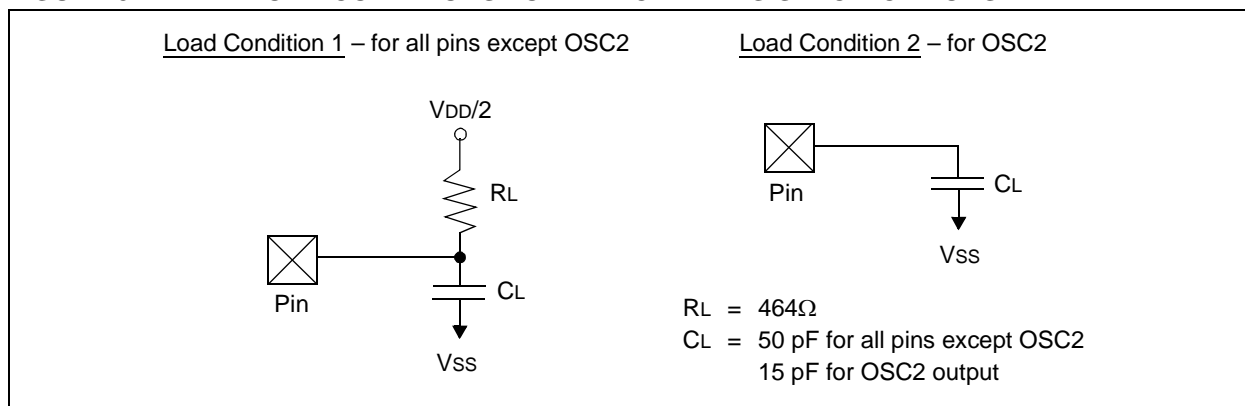 Load Condition 1 – for all pins except OSC2
Load Condition 2 – for OSC2
VDD/2
RL
Pin
CL
VSS
Pin
CL
VSS
RL = 464Ω
CL = 50 pF for all pins except OSC2
15 pF for OSC2 output